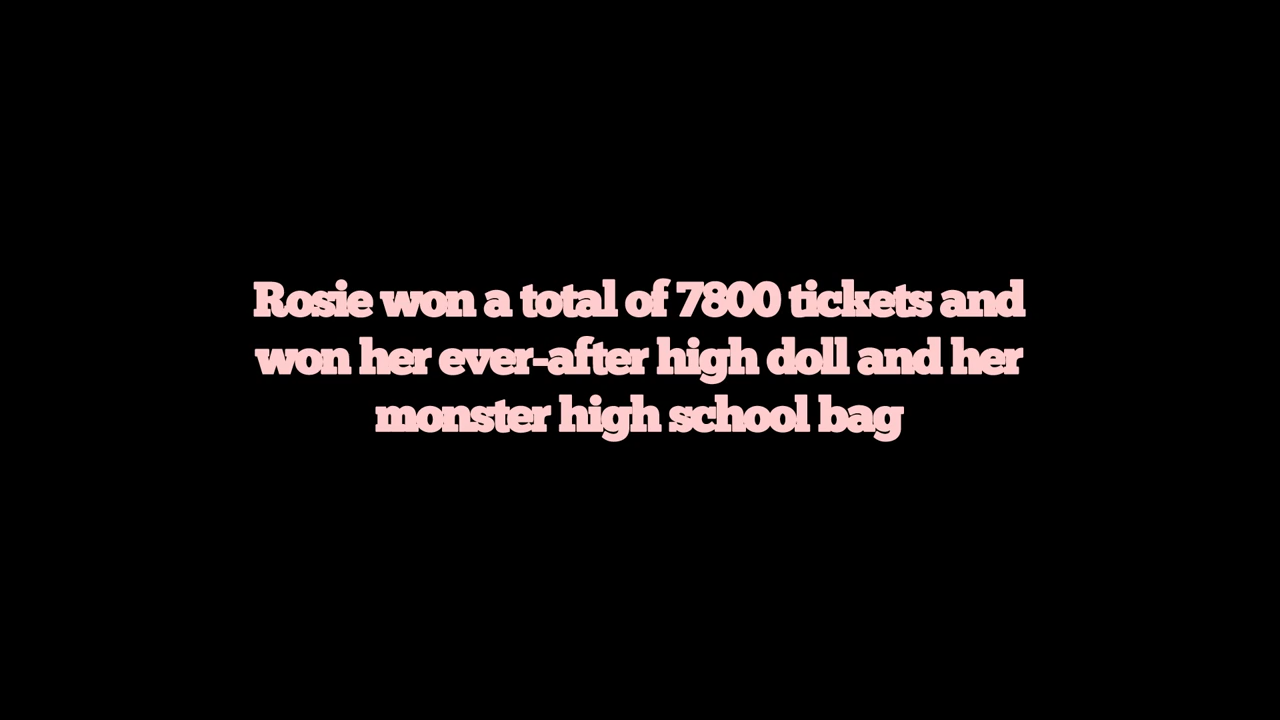 Rosie won a total of 7800 tickets and
won her ever-after high doll and her
monster high school bag